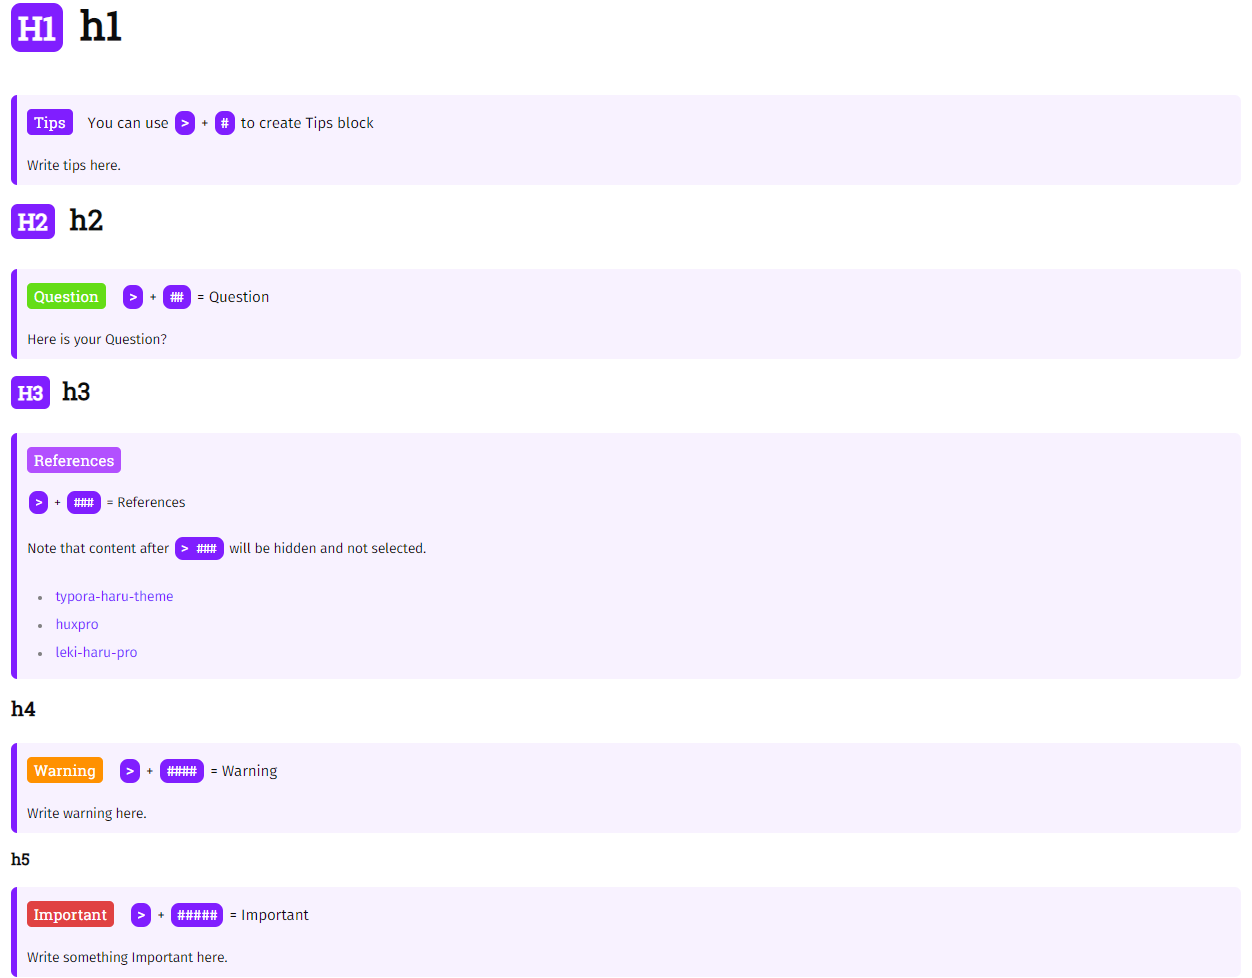 H1 h1
Tips You can use > + # to create Tips block
Write tips here.
H2 h2
Question > + ## = Question
Here is your Question?
H3 h3
References
> + ### = References
Note that content after > ### will be hidden and not selected.
typora-haru-theme
huxpro
leki-haru-pro
h4
Warning > + #### = Warning
Write warning here.
h5
Important > + ##### = Important
Write something Important here.